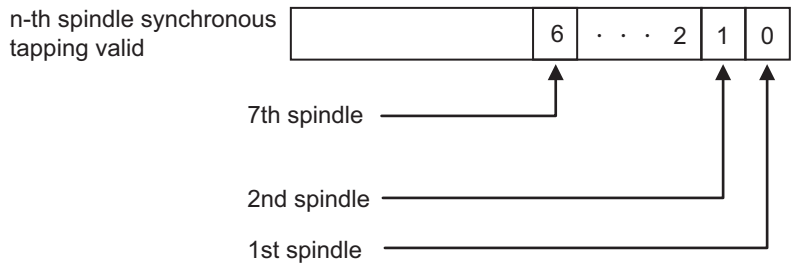 n-th spindle synchronous
tapping valid
6 · · · 2 1 0
7th spindle
2nd spindle
1st spindle